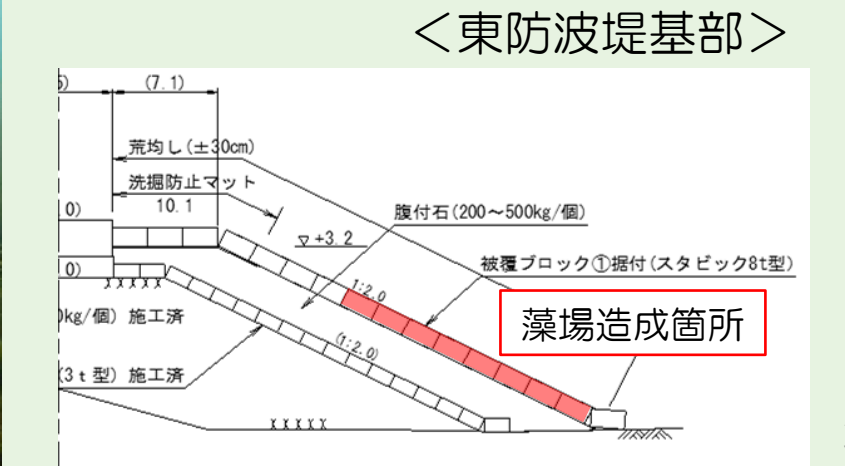 <東防波堤基部>
5)
(7.1)
荒均し(±30cm)
洗掘防止マット
10.1
0)
腹付石(200~500kg/個)
▽+3.2
被覆ブロック①据付(スタビック8t型)
0)
1:2.0
藻場造成箇所
kg/個) 施工済
(1:2.0)
(3t型) 施工済